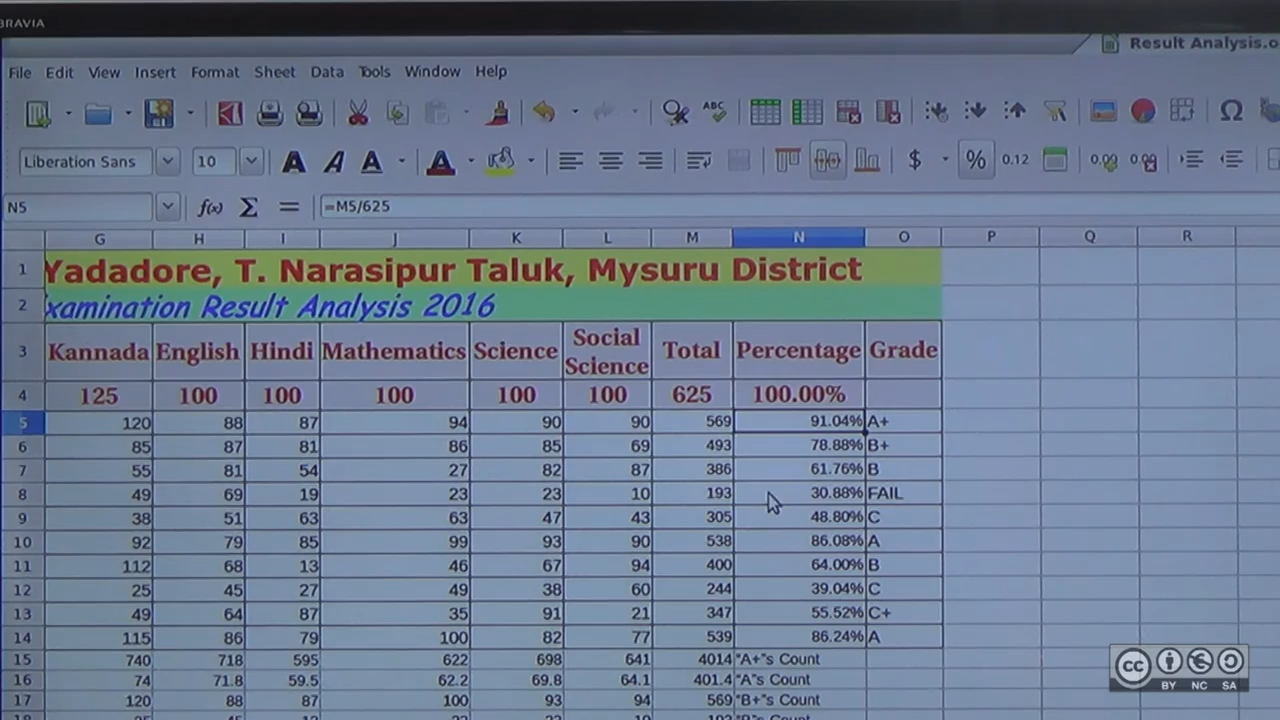 BRAVIA
Result Analysis.o
File Edit View Insert Format Sheet Data Tools Window Help
ABC
Liberation Sans 10 $ % 0.12 0.00 0.00
N5 f(x) Σ = =M5/625
G H I J K L M N O P Q R
1 Yadadore, T. Narasipur Taluk, Mysuru District
2 xamination Result Analysis 2016
3 Kannada English Hindi Mathematics Science Social Science Total Percentage Grade
4 125 100 100 100 100 100 625 100.00%
5 120 88 87 94 90 90 569 91.04% A+
6 85 87 81 86 85 69 493 78.88% B+
7 55 81 54 27 82 87 386 61.76% B
8 49 69 19 23 23 10 193 30.88% FAIL
9 38 51 63 63 47 43 305 48.80% C
10 92 79 85 99 93 90 538 86.08% A
11 112 68 13 46 67 94 400 64.00% B
12 25 45 27 49 38 60 244 39.04% C
13 49 64 87 35 91 21 347 55.52% C+
14 115 86 79 100 82 77 539 86.24% A
15 740 718 595 622 698 641 4014 "A+"s Count
16 74 71.8 59.5 62.2 69.8 64.1 401.4 "A"s Count
17 120 88 87 100 93 94 569 "B+"s Count
cc BY NC SA